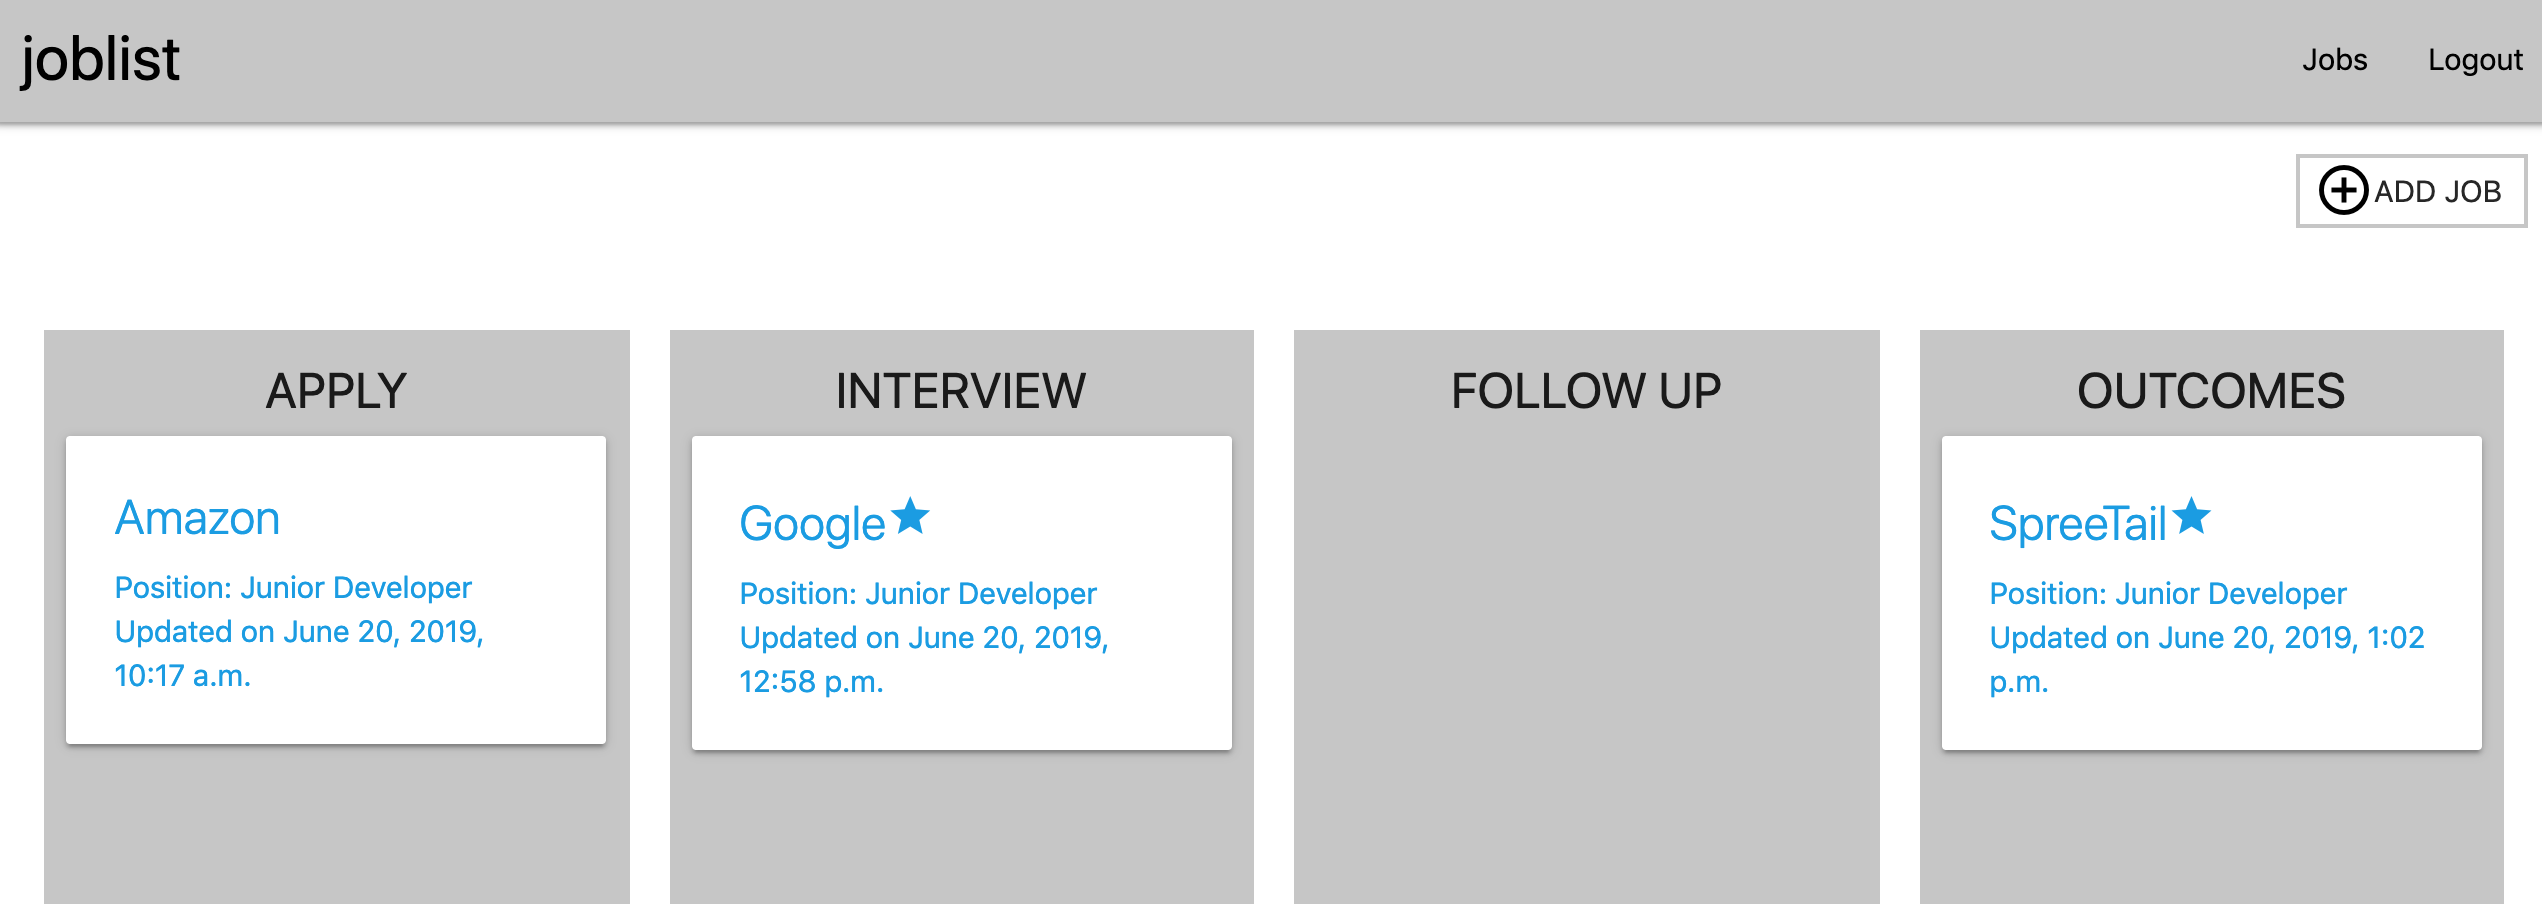 joblist
Jobs
Logout
ADD JOB
APPLY
Amazon
Position: Junior Developer
Updated on June 20, 2019,
10:17 a.m.
INTERVIEW
Google
Position: Junior Developer
Updated on June 20, 2019,
12:58 p.m.
FOLLOW UP
OUTCOMES
SpreeTail
Position: Junior Developer
Updated on June 20, 2019, 1:02
p.m.